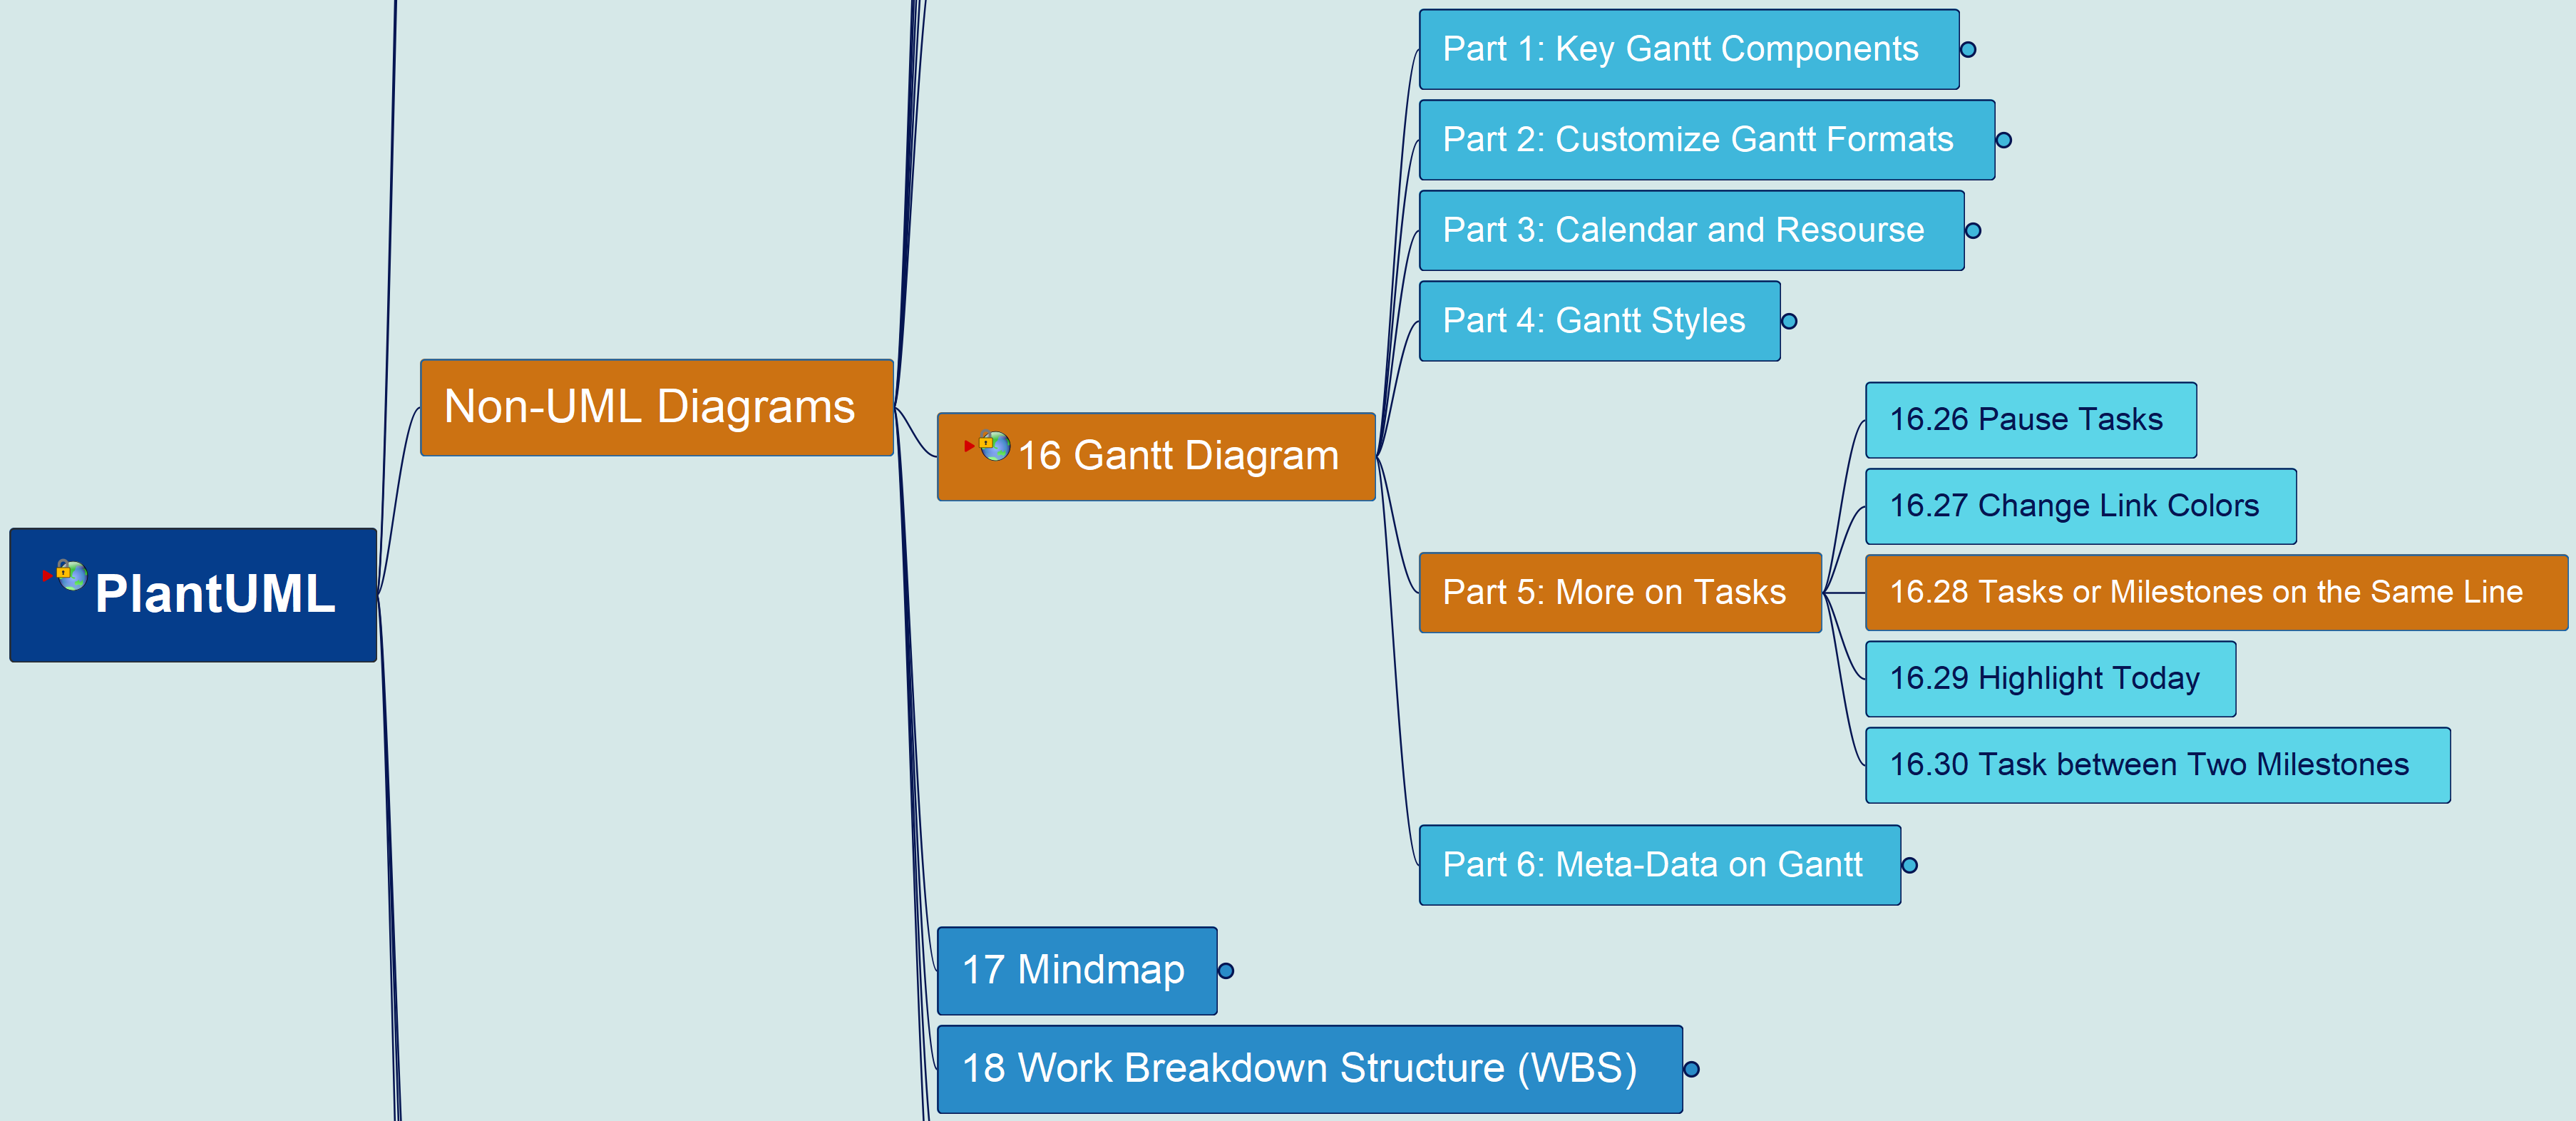 Part 1: Key Gantt Components
Part 2: Customize Gantt Formats
Part 3: Calendar and Resourse
Part 4: Gantt Styles
16.26 Pause Tasks
Non-UML Diagrams
16 Gantt Diagram
16.27 Change Link Colors
PlantUML
Part 5: More on Tasks
16.28 Tasks or Milestones on the Same Line
16.29 Highlight Today
16.30 Task between Two Milestones
Part 6: Meta-Data on Gantt
17 Mindmap
18 Work Breakdown Structure (WBS)